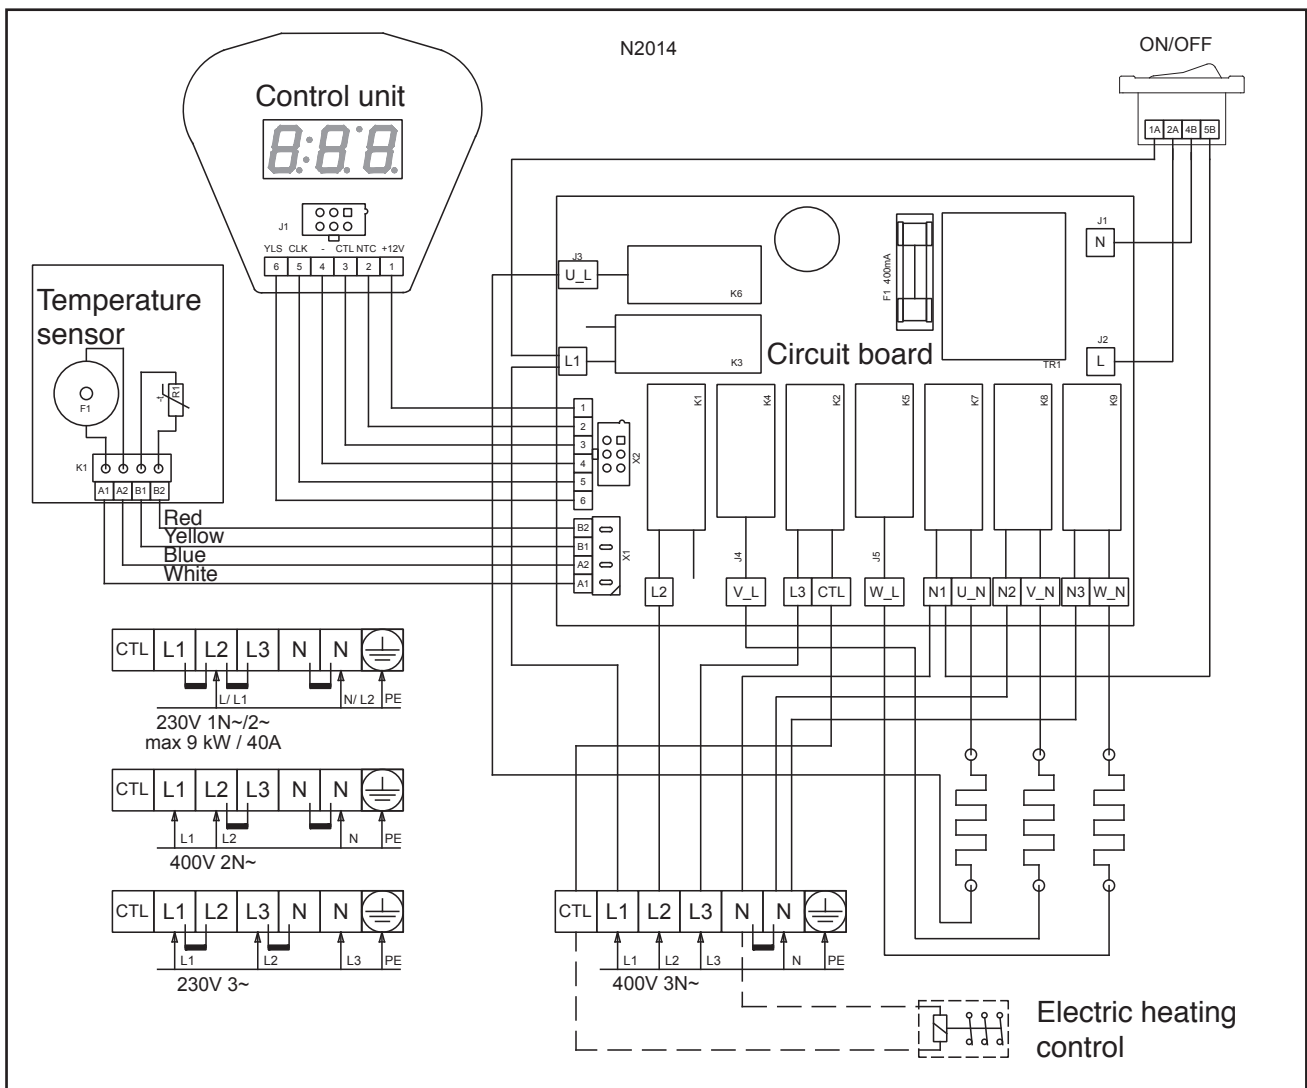 N2014
ON/OFF
1A 2A 4B 5B
Control unit
8:8.8.
J1
YLS CLK - CTL NTC +12V
6 5 4 3 2 1
Temperature
sensor
F1
R1
-t
K1
A1 A2 B1 B2
Red
Yellow
Blue
White
J3
U_L
K6
L1
K3
Circuit board
F1 400mA
TR1
J1
N
J2
L
1
2
3
4
5
6
X2
B2
B1
A2
A1
X1
K1
K4
K2
K5
K7
K8
K9
J4
J5
L2 V_L L3 CTL W_L N1 U_N N2 V_N N3 W_N
CTL L1 L2 L3 N N
L/ L1 N/ L2 PE
230V 1N~/2~
max 9 kW / 40A
CTL L1 L2 L3 N N
L1 L2 N PE
400V 2N~
CTL L1 L2 L3 N N
L1 L2 L3 PE
230V 3~
CTL L1 L2 L3 N N
L1 L2 L3 N PE
400V 3N~
Electric heating
control